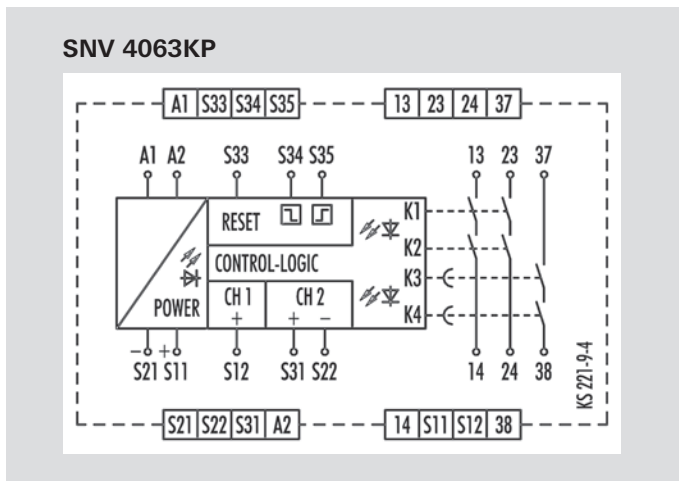 SNV 4063KP
A1 S33 S34 S35 13 23 24 37
A1 A2 S33 S34 S35 13 23 37
RESET K1
K2
CONTROL-LOGIC K3
POWER CH 1 CH 2 K4
+ + −
− + 
S21 S11 S12 S31 S22 14 24 38
KS 221-9-4
S21 S22 S31 A2 14 S11 S12 38